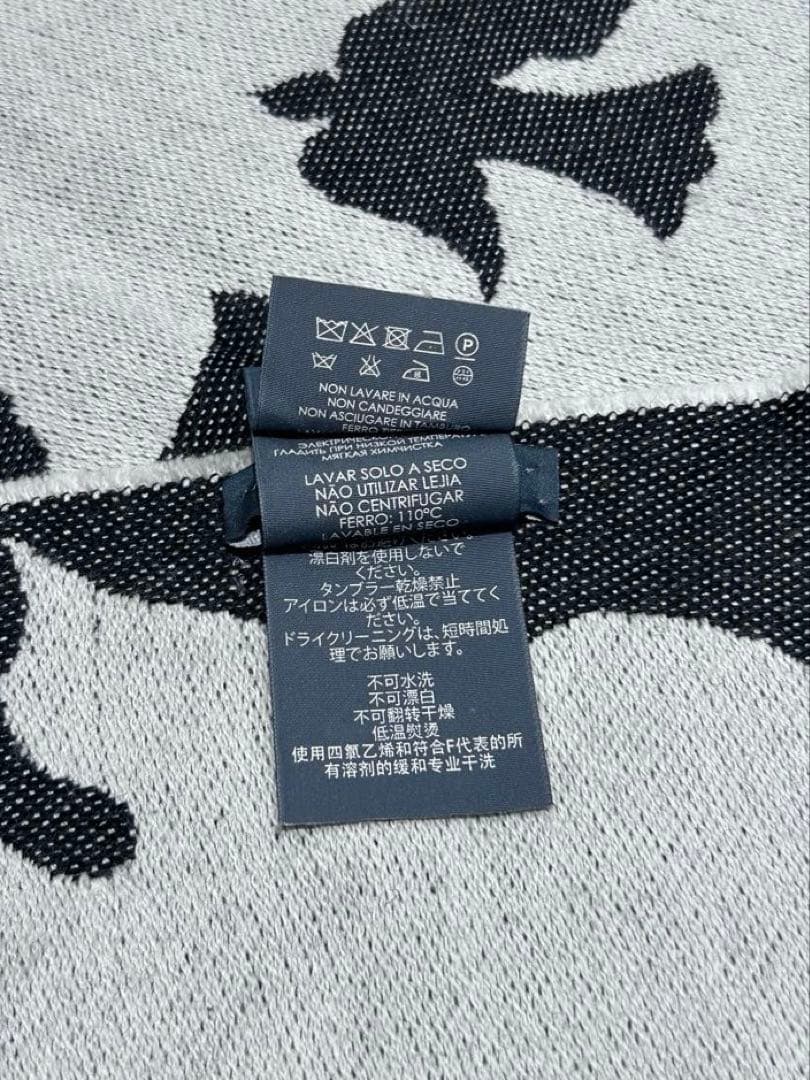 P
NON LAVARE IN ACQUA
NON CANDEGGIARE
NON ASCIUGARE IN TAMBURO
FERRO
ГЛАДИТЬ ПРИ НИЗКОЙ ТЕМПЕРАТ
МЯГКАЯ ХИМЧИСТКА
LAVAR SOLO A SECO
NÃO UTILIZAR LEJIA
NÃO CENTRIFUGAR
FERRO: 110°C
LAVABLE EN SECO
漂白剤を使用しないで
ください。
タンブラー乾燥禁止
アイロンは必ず低温で当ててく
ださい。
ドライクリーニングは、短時間処
理でお願いします。
不可水洗
不可漂白
不可翻转干燥
低温熨烫
使用四氯乙烯和符合F代表的所
有溶剂的缓和专业干洗